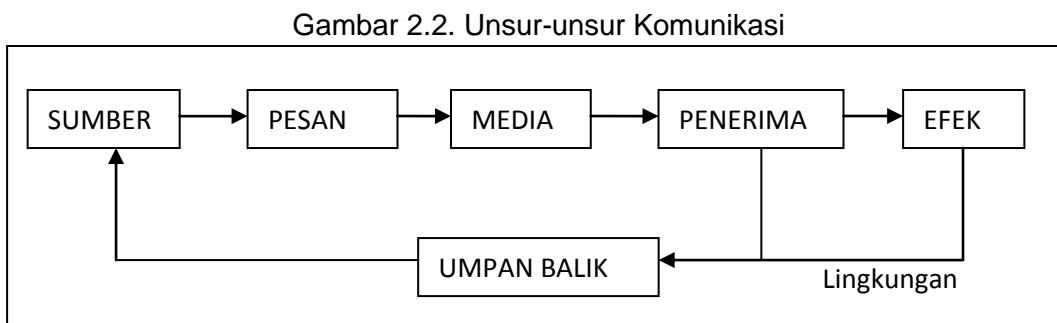 Gambar 2.2. Unsur-unsur Komunikasi
SUMBER PESAN MEDIA PENERIMA EFEK
UMPAN BALIK
Lingkungan